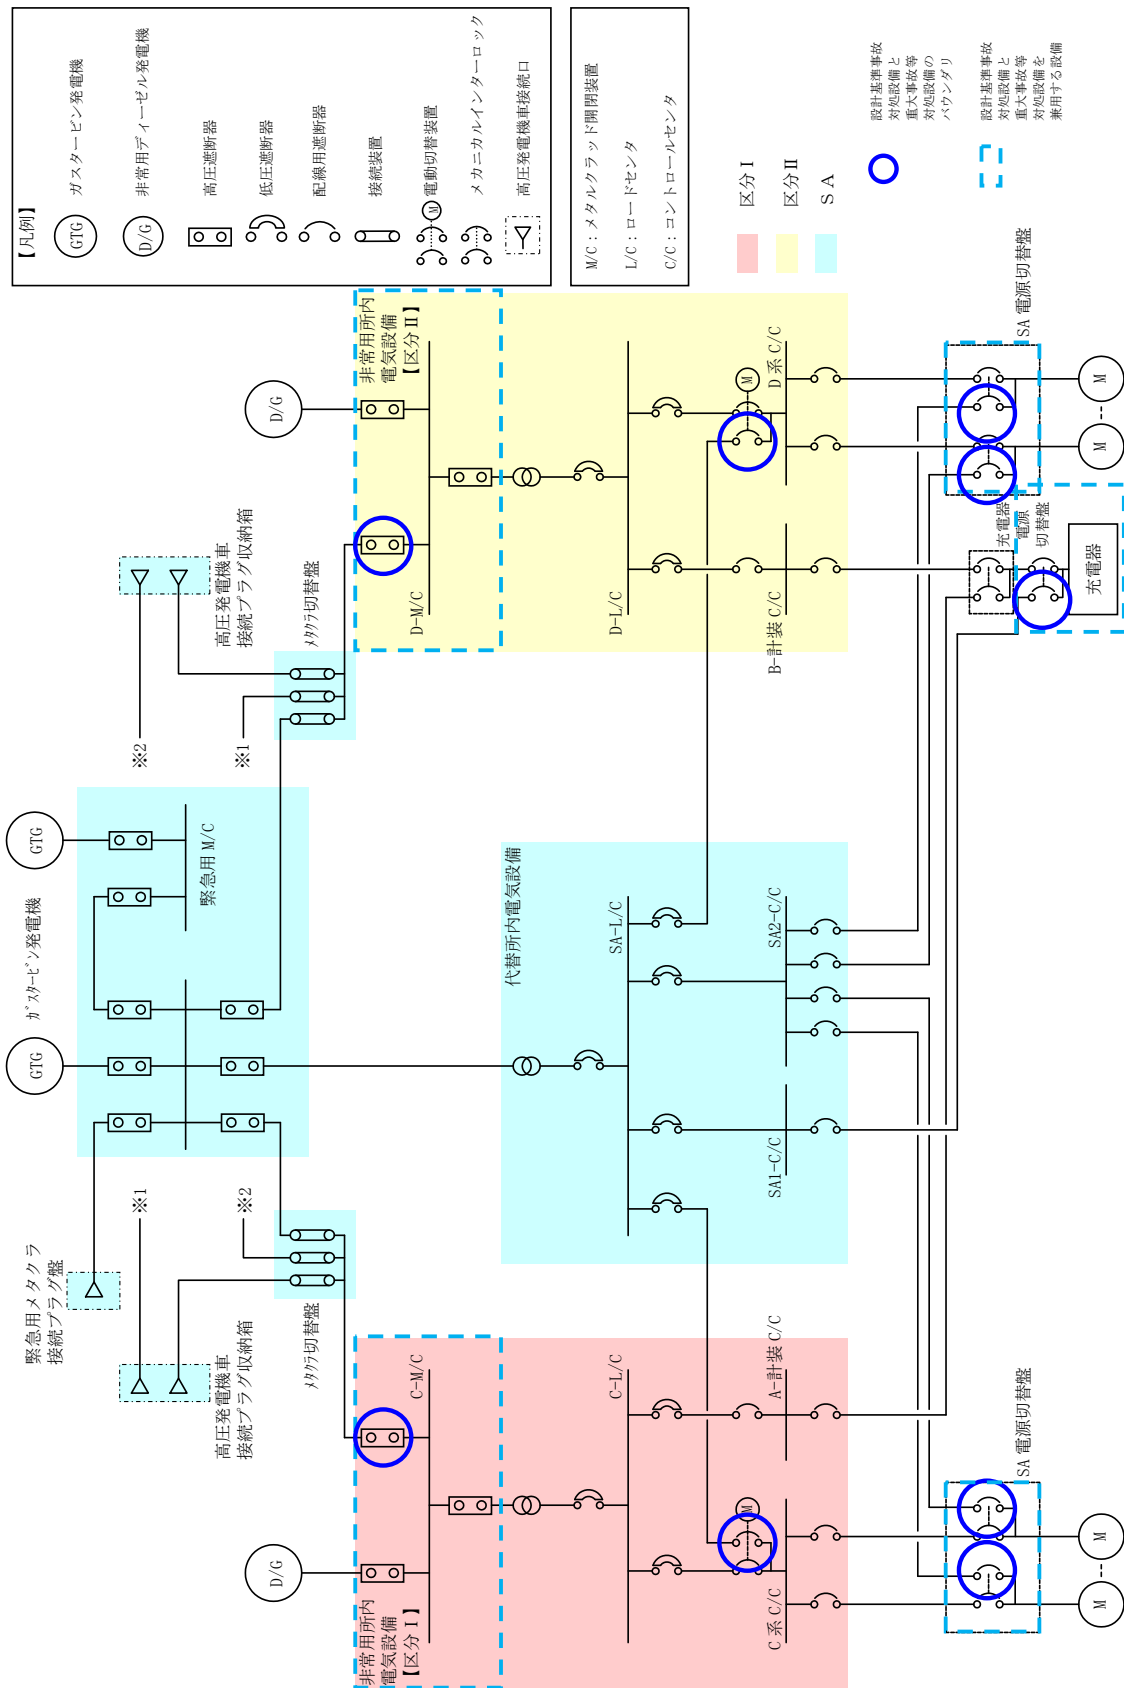 【凡例】
GTG
ガスタービン発電機
D/G
非常用ディーゼル発電機
高圧遮断器
低圧遮断器
配線用遮断器
接続装置
M
電動切替装置
メカニカルインターロック
高圧発電機車接続口
M/C：メタルクラッド開閉装置
L/C：ロードセンタ
C/C：コントロールセンタ
区分Ⅰ
区分Ⅱ
ＳＡ
設計基準事故
対処設備と
重大事故等
対処設備の
バウンダリ
設計基準事故
対処設備と
重大事故等
対処設備を
兼用する設備
緊急用メタクラ
接続プラグ盤
GTG
ｶﾞｽﾀｰﾋﾞﾝ発電機
GTG
緊急用 M/C
※1
※2
高圧発電機車
接続プラグ収納箱
ﾒﾀｸﾗ切替盤
※2
※1
高圧発電機車
接続プラグ収納箱
ﾒﾀｸﾗ切替盤
D/G
非常用所内
電気設備
【区分Ⅰ】
C-M/C
C-L/C
C 系 C/C
M
A-計装 C/C
代替所内電気設備
SA-L/C
SA1-C/C
SA2-C/C
D/G
非常用所内
電気設備
【区分Ⅱ】
D-M/C
D-L/C
B-計装 C/C
M
D 系 C/C
SA 電源切替盤
M
M
充電器
電源
切替盤
充電器
SA 電源切替盤
M
M